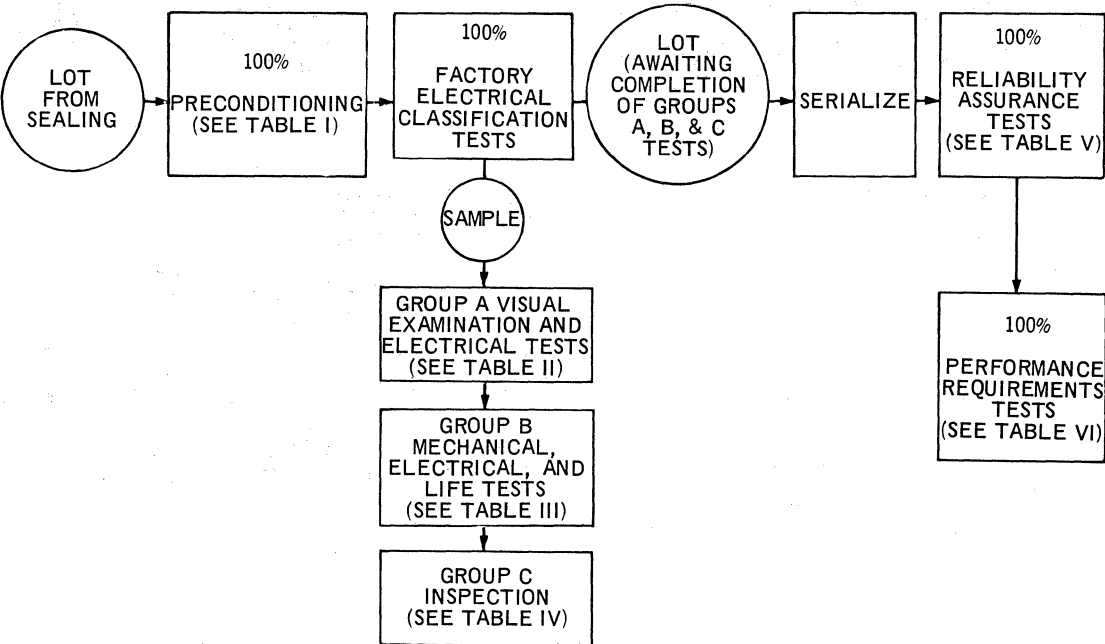 LOT
FROM
SEALING
100%
PRECONDITIONING
(SEE TABLE I)
100%
FACTORY
ELECTRICAL
CLASSIFICATION
TESTS
LOT
(AWAITING
COMPLETION
OF GROUPS
A, B, & C
TESTS)
SERIALIZE
100%
RELIABILITY
ASSURANCE
TESTS
(SEE TABLE V)
SAMPLE
GROUP A VISUAL
EXAMINATION AND
ELECTRICAL TESTS
(SEE TABLE II)
GROUP B
MECHANICAL,
ELECTRICAL, AND
LIFE TESTS
(SEE TABLE III)
GROUP C
INSPECTION
(SEE TABLE IV)
100%
PERFORMANCE
REQUIREMENTS
TESTS
(SEE TABLE VI)